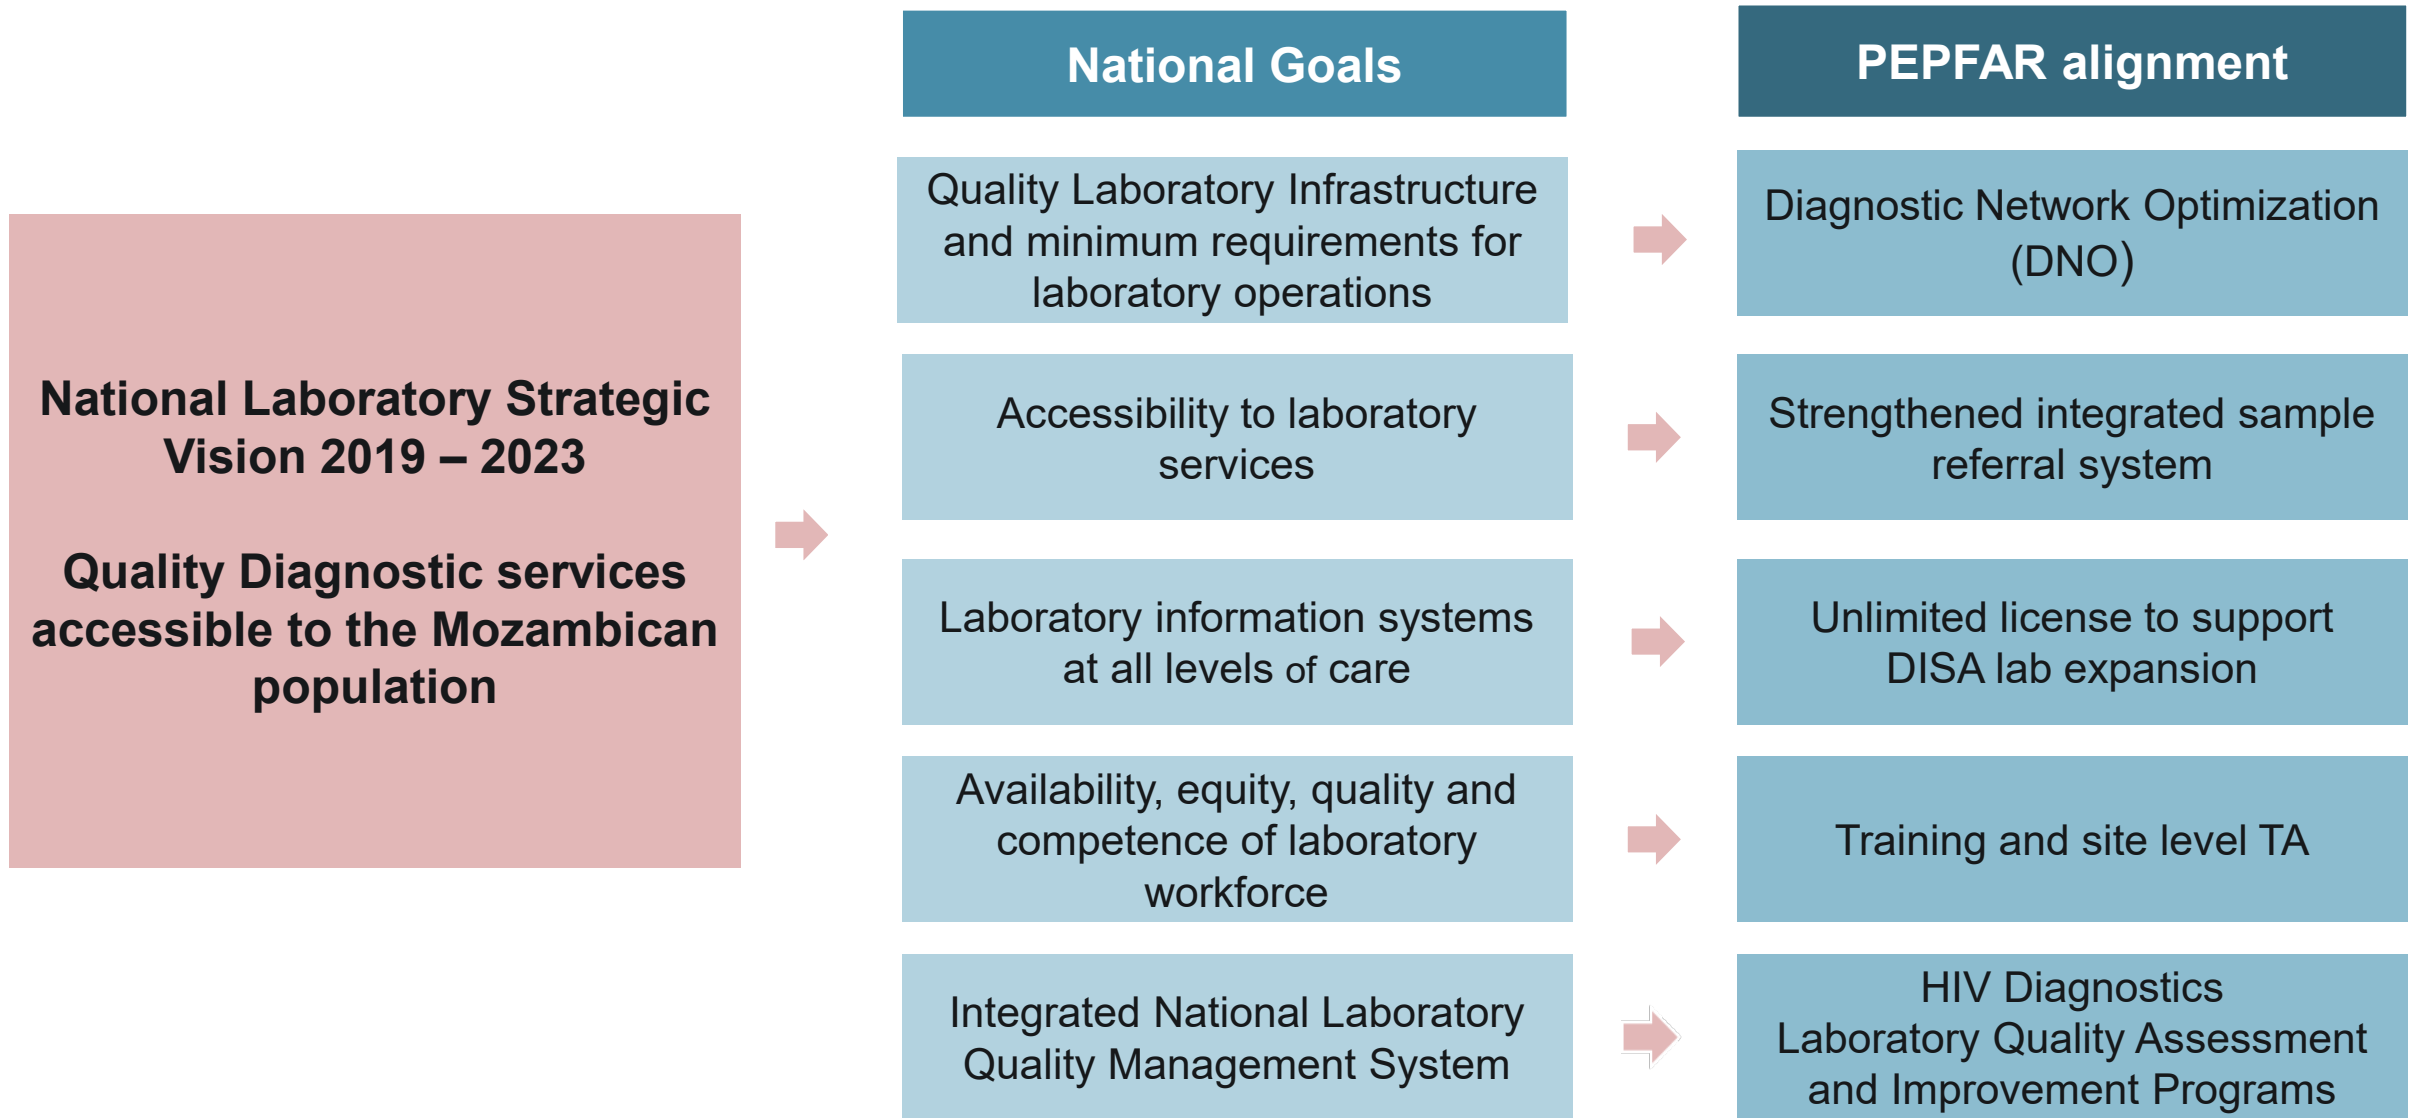 National Goals
PEPFAR alignment
National Laboratory Strategic
Vision 2019 – 2023
Quality Diagnostic services
accessible to the Mozambican
population
Quality Laboratory Infrastructure
and minimum requirements for
laboratory operations
Diagnostic Network Optimization
(DNO)
Accessibility to laboratory
services
Strengthened integrated sample
referral system
Laboratory information systems
at all levels of care
Unlimited license to support
DISA lab expansion
Availability, equity, quality and
competence of laboratory
workforce
Training and site level TA
Integrated National Laboratory
Quality Management System
HIV Diagnostics
Laboratory Quality Assessment
and Improvement Programs